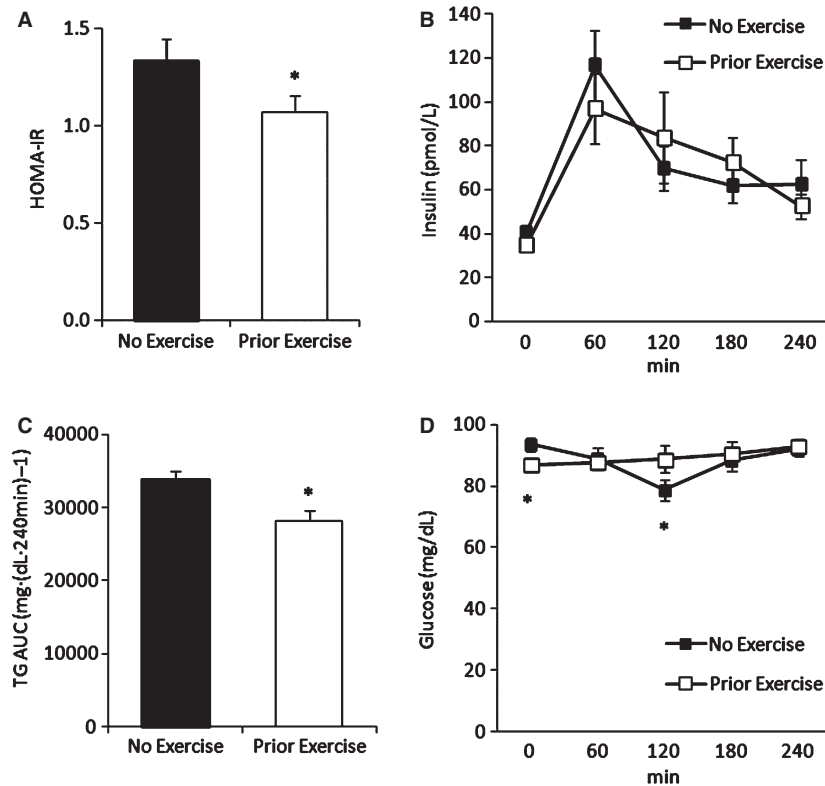 A
HOMA-IR
1.5
1.0
0.5
0.0
*
No Exercise Prior Exercise
B
Insulin (pmol/L)
140
120
100
80
60
40
20
0
No Exercise
Prior Exercise
0 60 120 180 240
min
C
TG AUC (mg·(dL·240min)–1)
40000
30000
20000
10000
0
*
No Exercise Prior Exercise
D
Glucose (mg/dL)
100
80
60
40
20
0
*
*
No Exercise
Prior Exercise
0 60 120 180 240
min